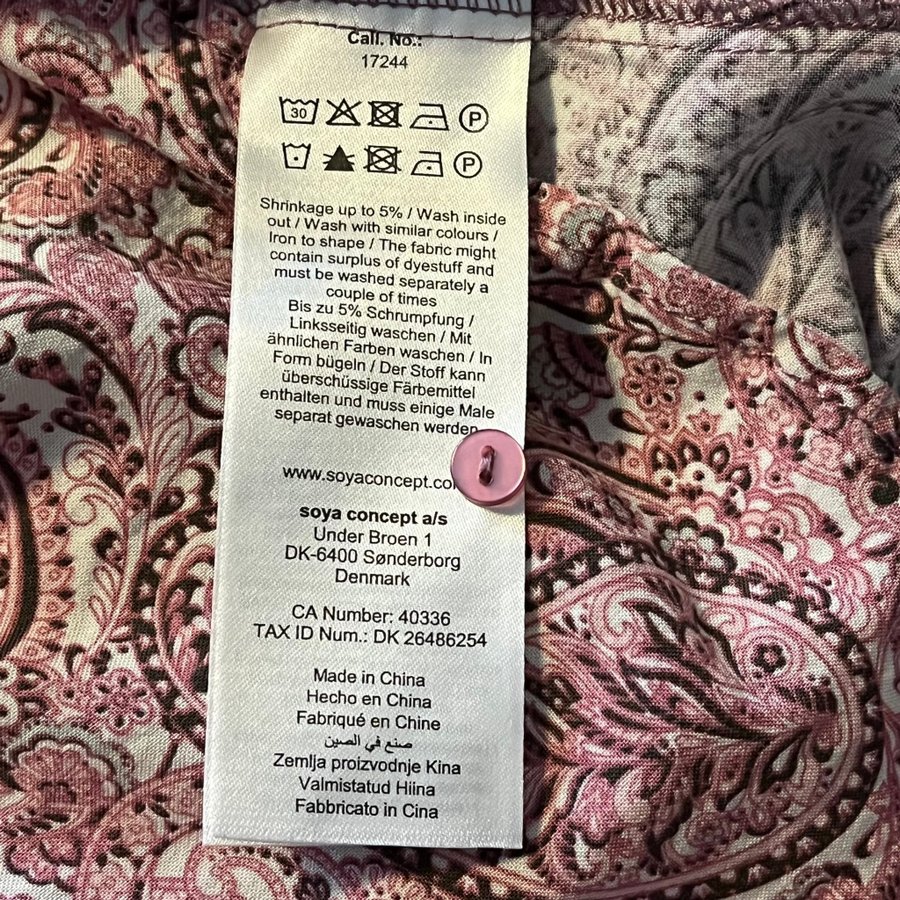 Call. No.:
17244
30 P
P
Shrinkage up to 5% / Wash inside
out / Wash with similar colours /
Iron to shape / The fabric might
contain surplus of dyestuff and
must be washed separately a
couple of times
Bis zu 5% Schrumpfung /
Linksseitig waschen / Mit
ähnlichen Farben waschen / In
Form bügeln / Der Stoff kann
überschüssige Färbemittel
enthalten und muss einige Male
separat gewaschen werden
www.soyaconcept.co
soya concept a/s
Under Broen 1
DK-6400 Sønderborg
Denmark
CA Number: 40336
TAX ID Num.: DK 26486254
Made in China
Hecho en China
Fabriqué en Chine
صنع في الصين
Zemlja proizvodnje Kina
Valmistatud Hiina
Fabbricato in Cina